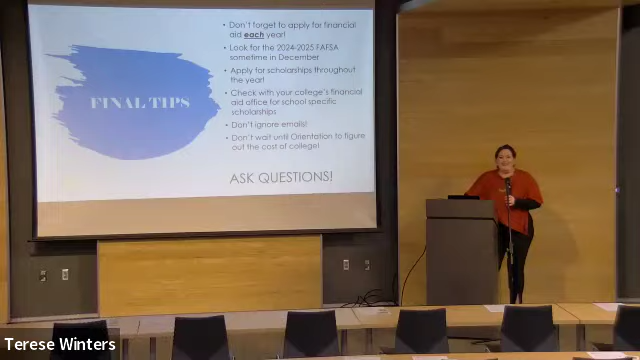 FINAL TIPS
• Don't forget to apply for financial
aid each year!
• Look for the 2024-2025 FAFSA
sometime in December
• Apply for scholarships throughout
the year!
• Check with your college's financial
aid office for school specific
scholarships
• Don't ignore emails!
• Don't wait until Orientation to figure
out the cost of college!
ASK QUESTIONS!
Terese Winters